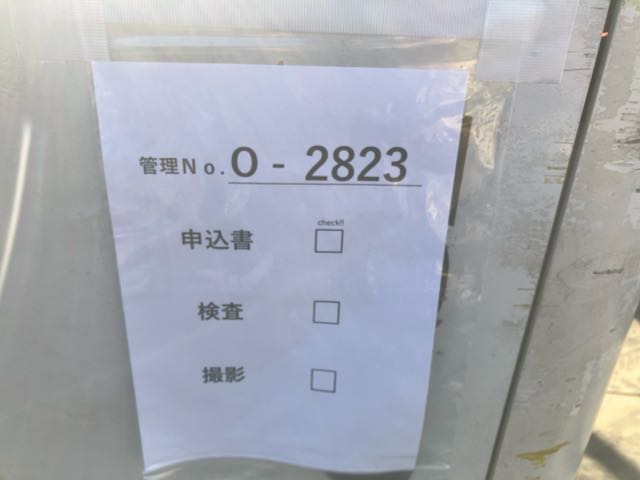 管理No. O - 2823
check!!
申込書 □
検査 □
撮影 □